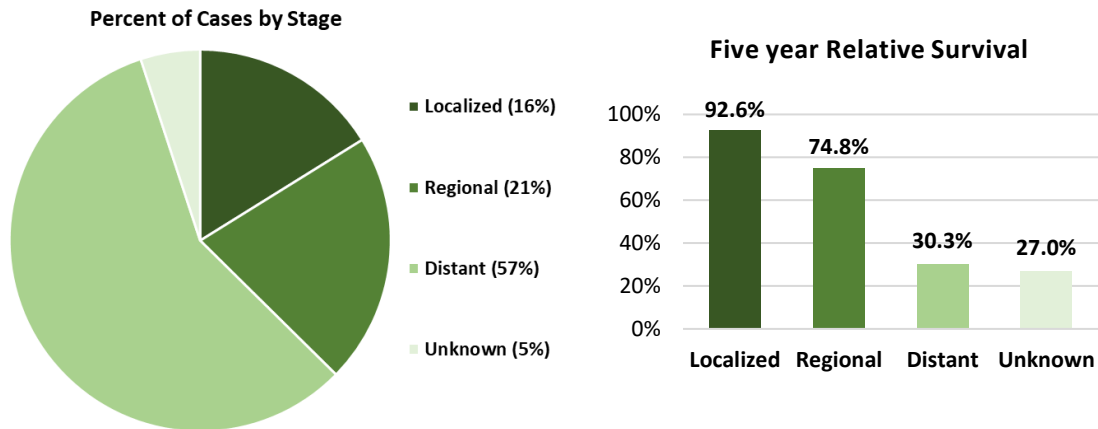 Percent of Cases by Stage
Localized (16%)
Regional (21%)
Distant (57%)
Unknown (5%)
Five year Relative Survival
100%
80%
60%
40%
20%
0%
92.6%
74.8%
30.3%
27.0%
Localized Regional Distant Unknown